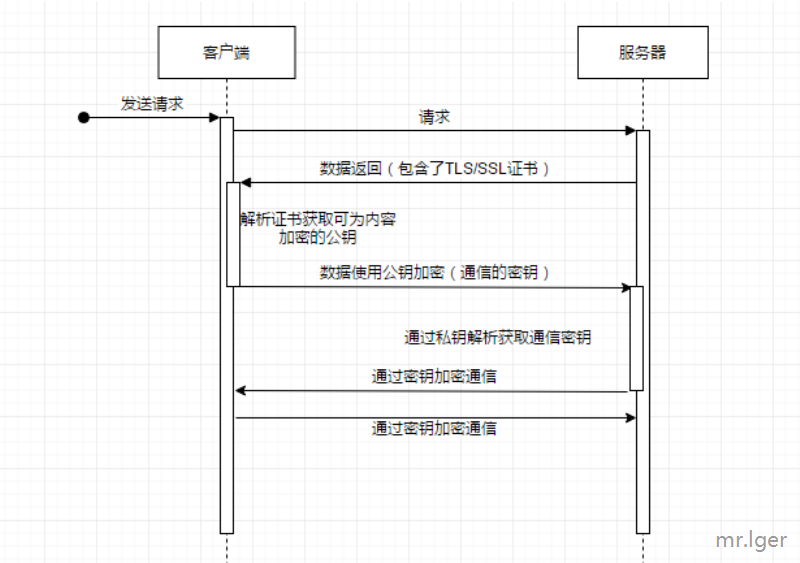 客户端
服务器
发送请求
请求
数据返回（包含了TLS/SSL证书）
解析证书获取可为内容
加密的公钥
数据使用公钥加密（通信的密钥）
通过私钥解析获取通信密钥
通过密钥加密通信
通过密钥加密通信
mr.lger